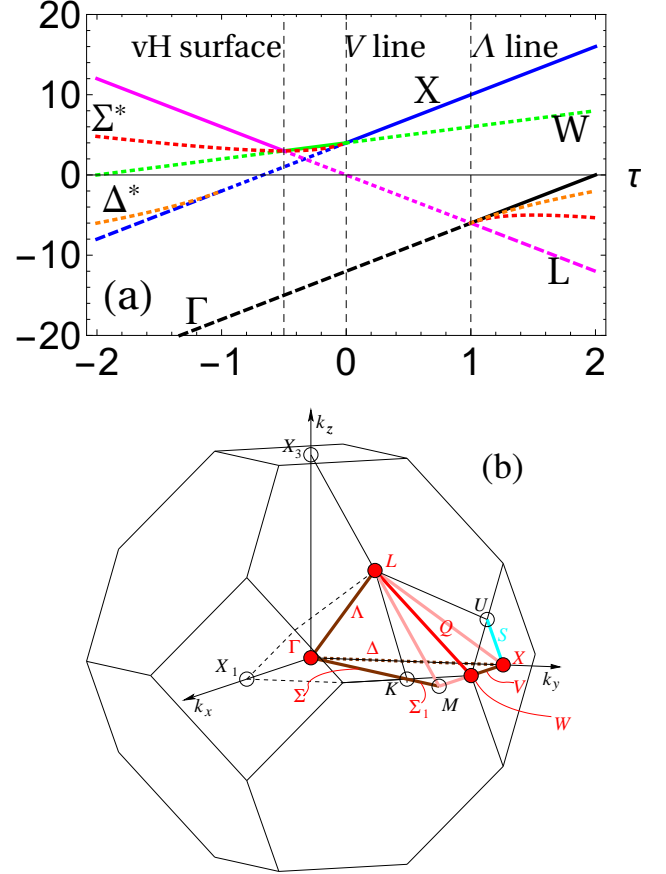 20
10
0
−10
−20
vH surface
V line
Λ line
X
W
Σ*
Δ*
τ
(a)
Γ
L
−2
−1
0
1
2
k_z
(b)
X_3
L
U
Λ
Q
S
Γ
Δ
X
X_1
K
M
V
k_y
k_x
Σ
Σ_1
W